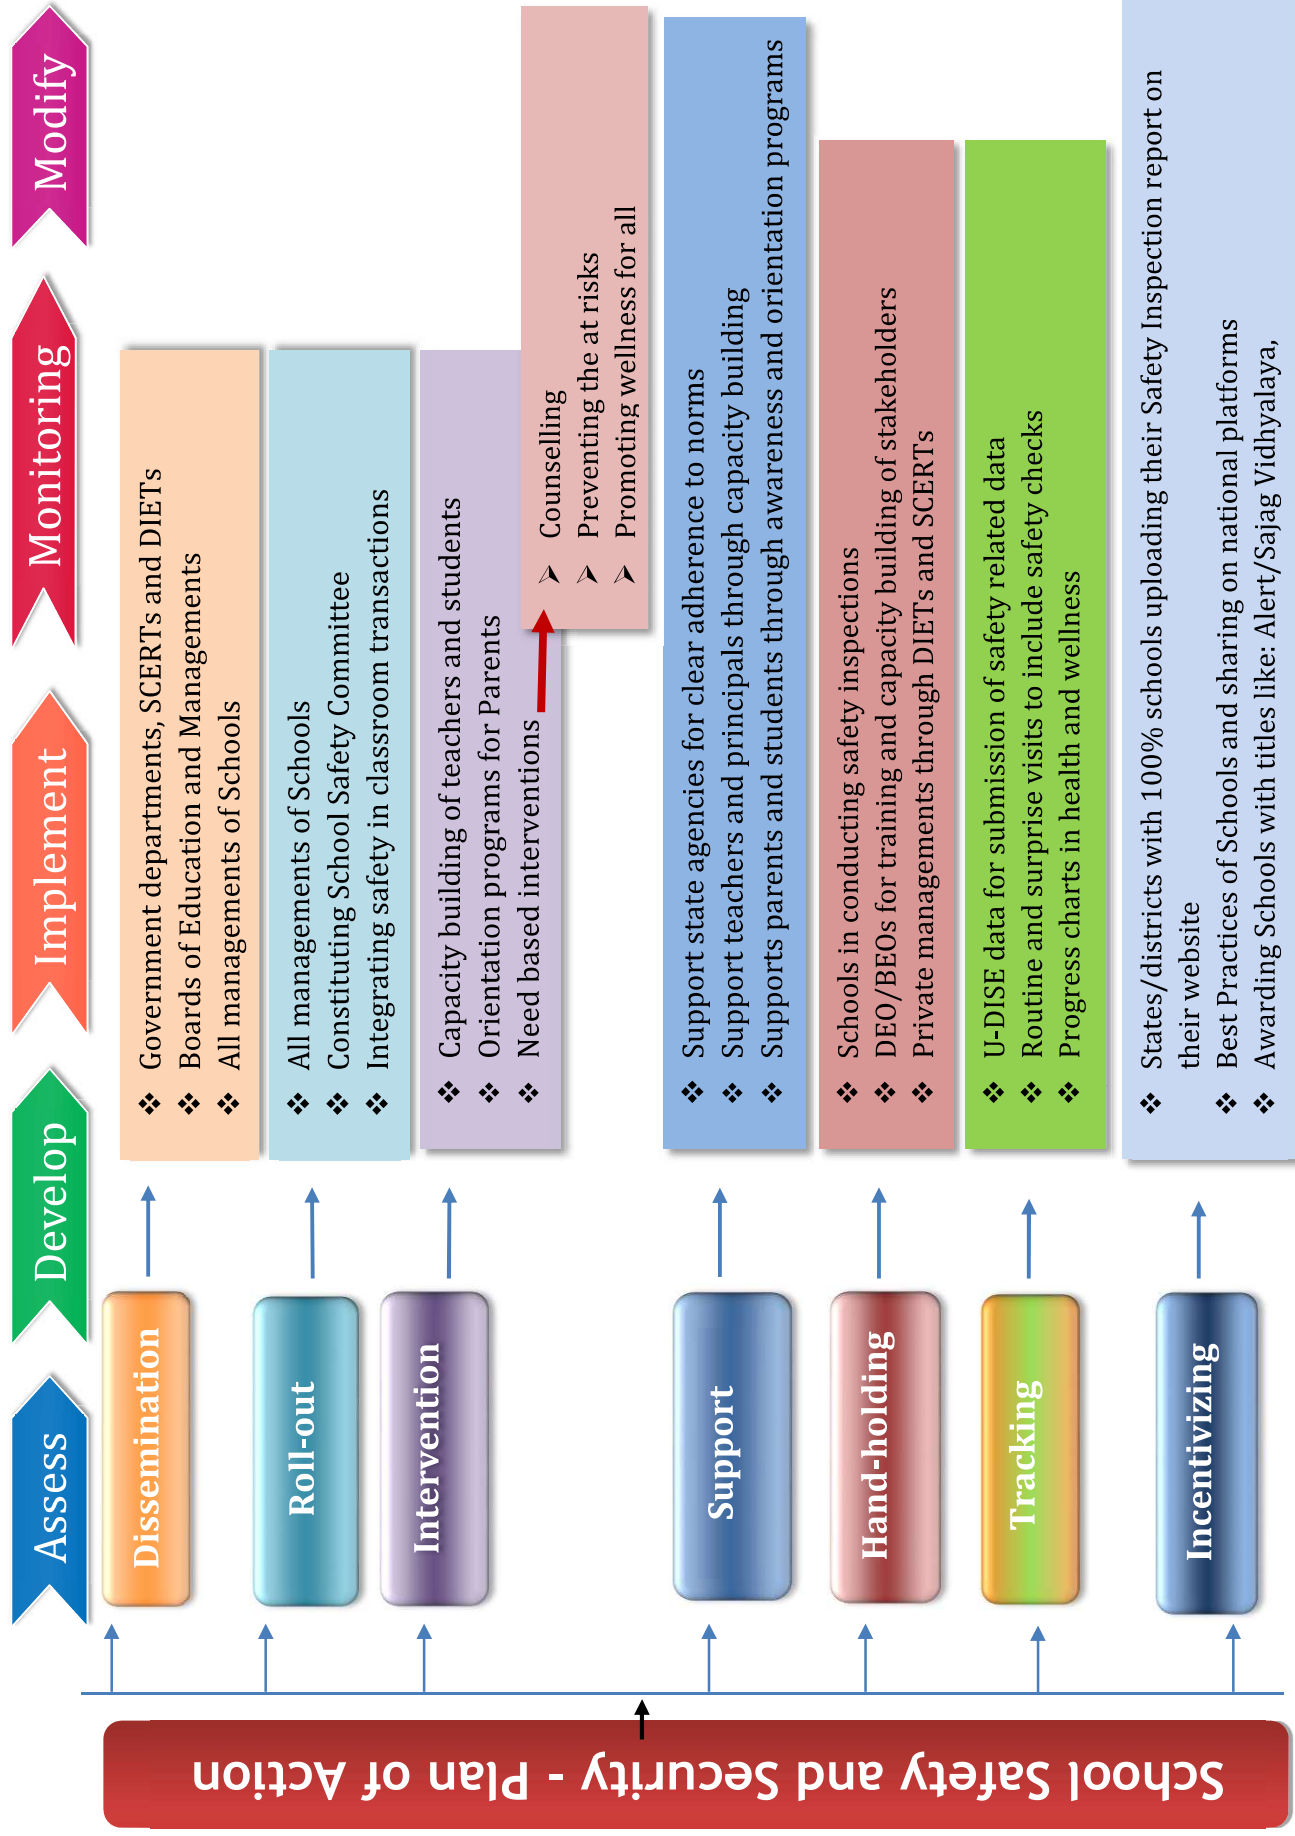 Assess
Develop
Implement
Monitoring
Modify
School Safety and Security - Plan of Action
Dissemination
❖ Government departments, SCERTs and DIETs
❖ Boards of Education and Managements
❖ All managements of Schools
Roll-out
❖ All managements of Schools
❖ Constituting School Safety Committee
❖ Integrating safety in classroom transactions
Intervention
❖ Capacity building of teachers and students
❖ Orientation programs for Parents
❖ Need based interventions
➢ Counselling
➢ Preventing the at risks
➢ Promoting wellness for all
Support
❖ Support state agencies for clear adherence to norms
❖ Support teachers and principals through capacity building
❖ Supports parents and students through awareness and orientation programs
Hand-holding
❖ Schools in conducting safety inspections
❖ DEO/BEOs for training and capacity building of stakeholders
❖ Private managements through DIETs and SCERTs
Tracking
❖ U-DISE data for submission of safety related data
❖ Routine and surprise visits to include safety checks
❖ Progress charts in health and wellness
Incentivizing
❖ States/districts with 100% schools uploading their Safety Inspection report on
their website
❖ Best Practices of Schools and sharing on national platforms
❖ Awarding Schools with titles like: Alert/Sajag Vidhyalaya,